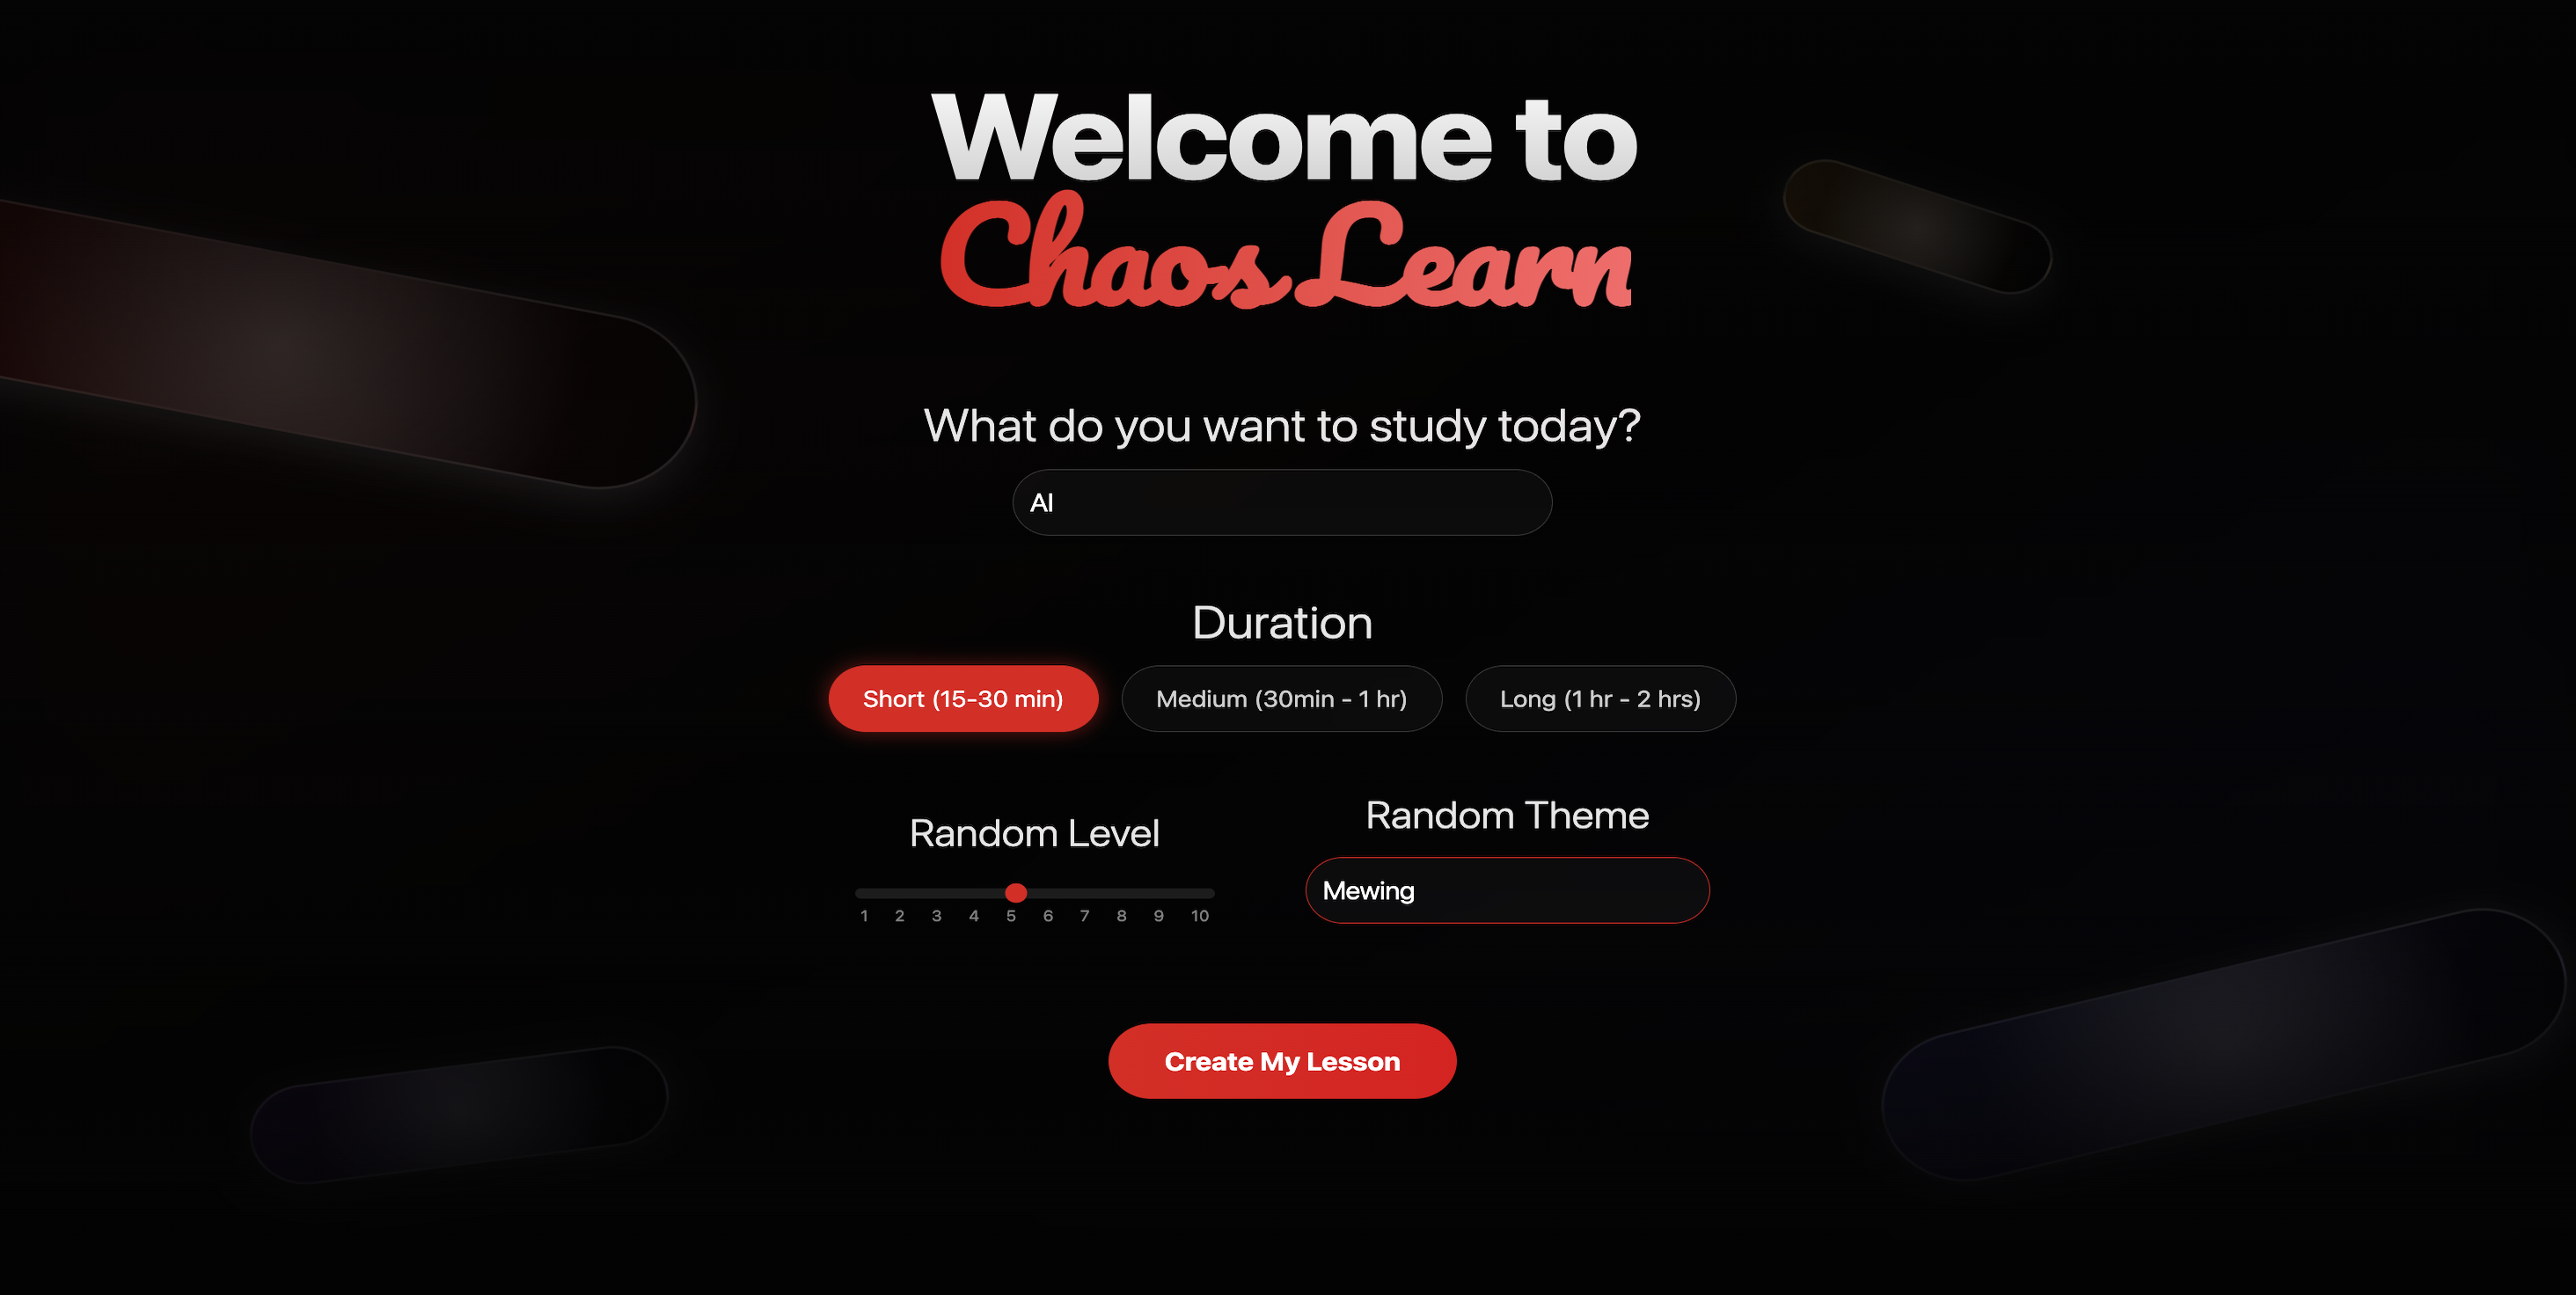 Welcome to
Chaos Learn
What do you want to study today?
AI
Duration
Short (15-30 min)
Medium (30min - 1 hr)
Long (1 hr - 2 hrs)
Random Level
1 2 3 4 5 6 7 8 9 10
Random Theme
Mewing
Create My Lesson